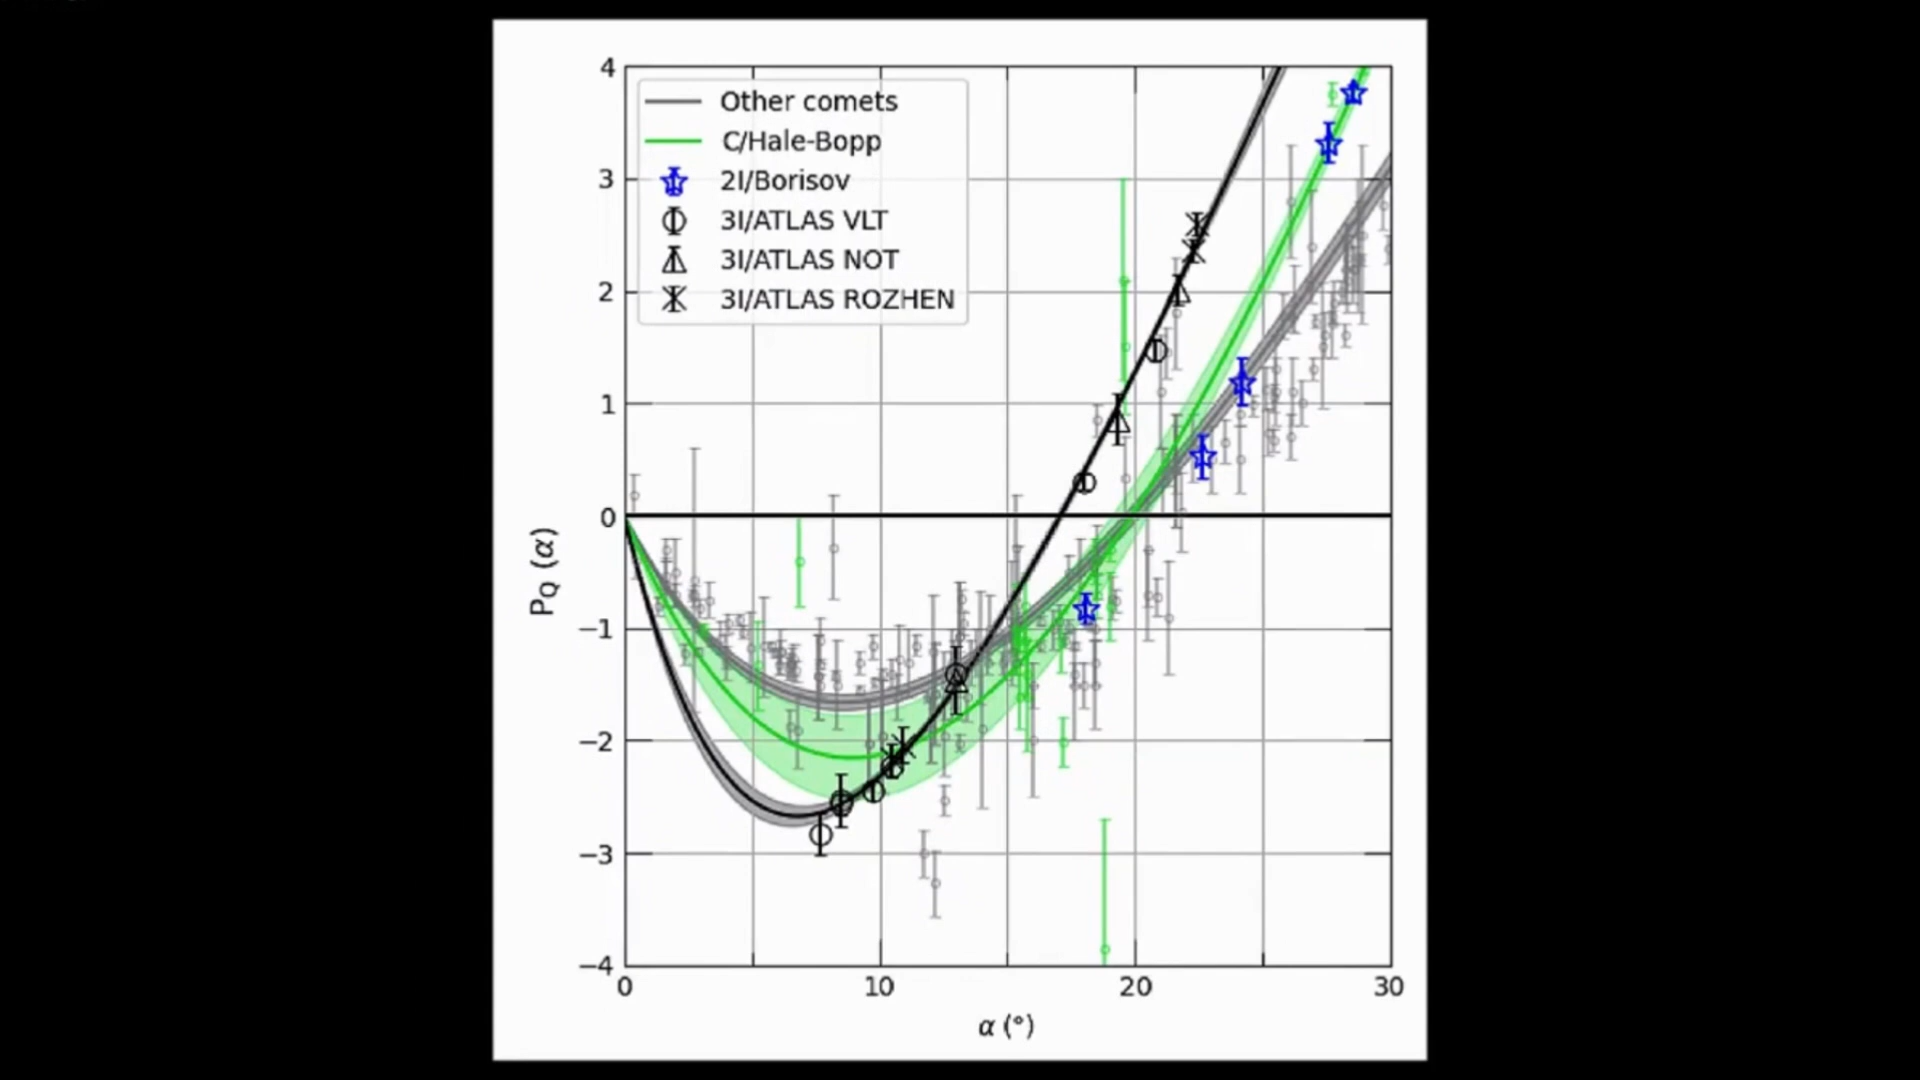 Other comets
C/Hale-Bopp
2I/Borisov
3I/ATLAS VLT
3I/ATLAS NOT
3I/ATLAS ROZHEN
4
3
2
1
0
−1
−2
−3
−4
P_Q (α)
0 10 20 30
α (°)